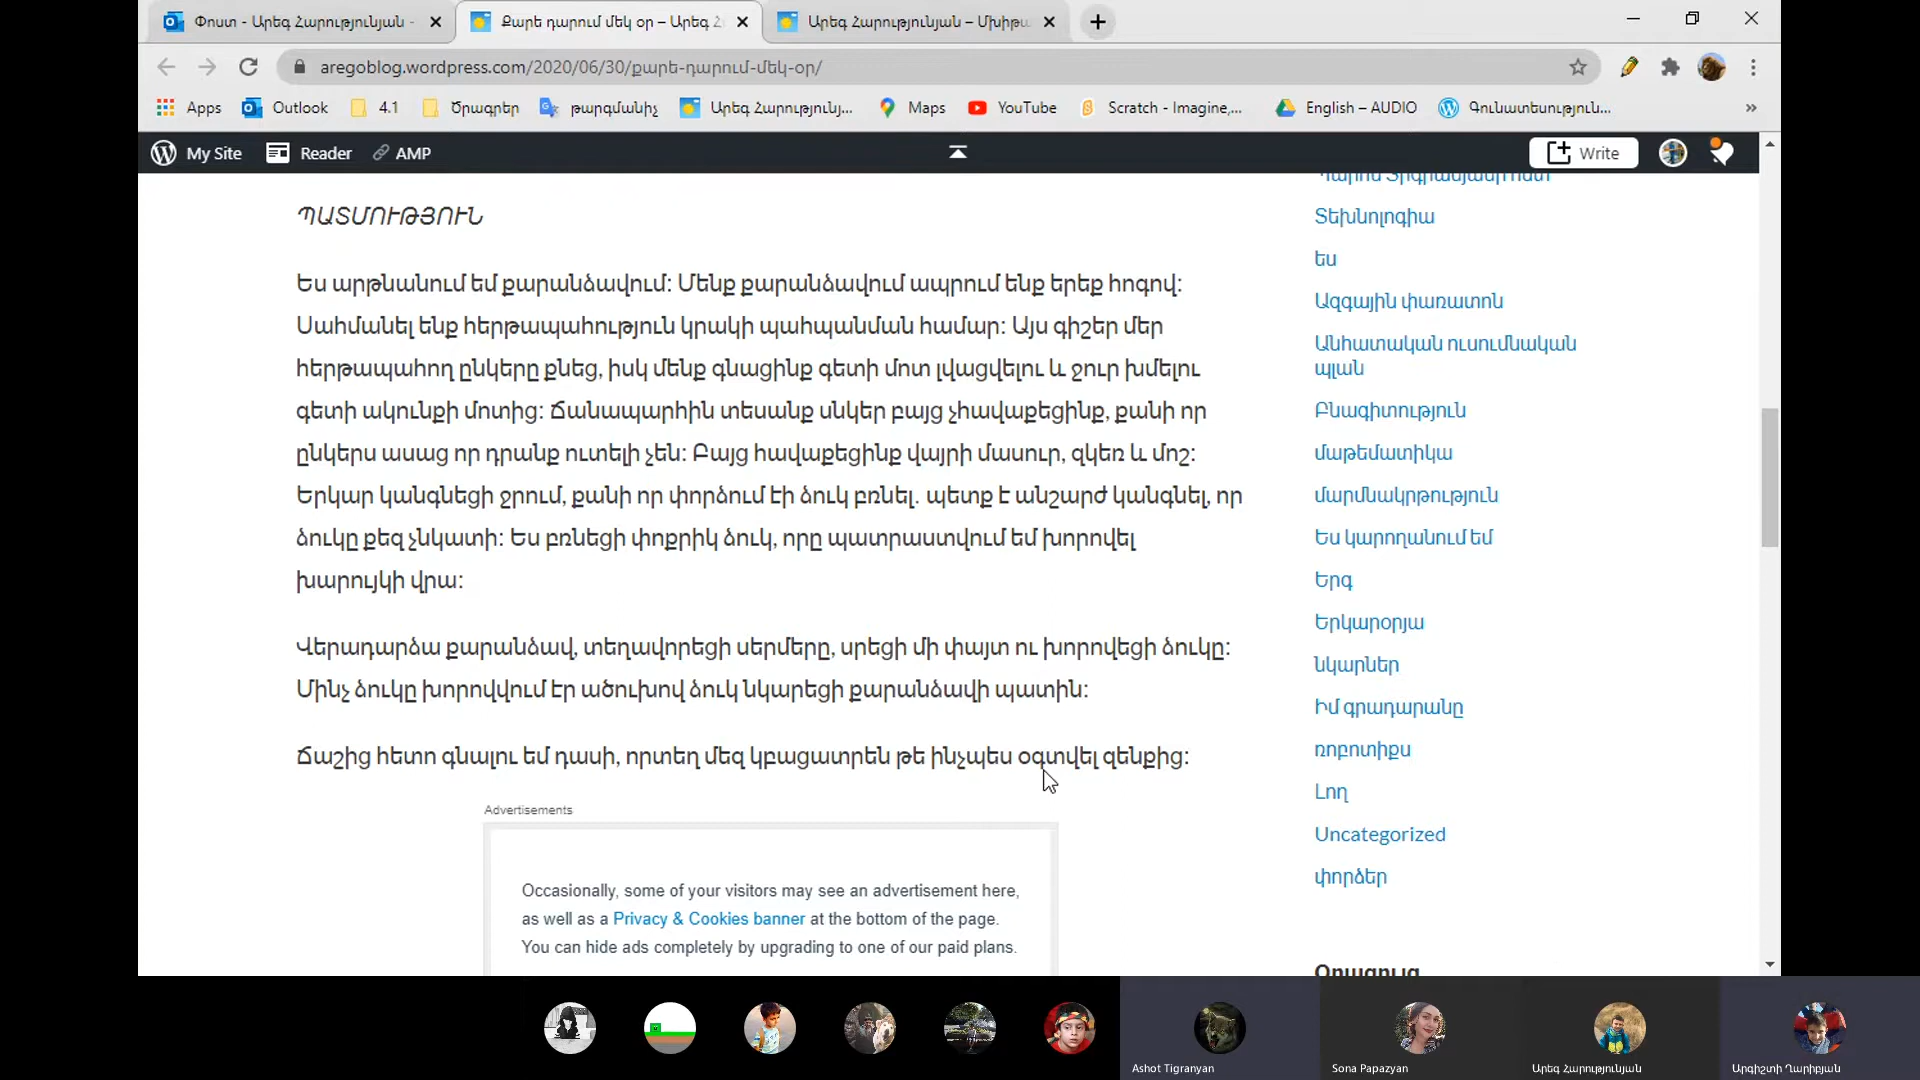 Փոստ - Արեգ Հարությունյան -
Քարե դարում մեկ օր – Արեգ Հ
Արեգ Հարությունյան – Մխիթա
aregoblog.wordpress.com/2020/06/30/քարե-դարում-մեկ-օր/
Apps
Outlook
4.1
Ծրագրեր
թարգմանիչ
Արեգ Հարությունյ...
Maps
YouTube
Scratch - Imagine,...
English – AUDIO
Գունատեսություն...
»
My Site
Reader
AMP
Write
ՊԱՏՄՈՒԹՅՈՒՆ
Ես արթնանում եմ քարանձավում: Մենք քարանձավում ապրում ենք երեք հոգով:
Սահմանել ենք հերթապահություն կրակի պահպանման համար: Այս գիշեր մեր
հերթապահող ընկերը քնեց, իսկ մենք գնացինք գետի մոտ լվացվելու և ջուր խմելու
գետի ակունքի մոտից: Ճանապարհին տեսանք սնկեր բայց չհավաքեցինք, քանի որ
ընկերս ասաց որ դրանք ուտելի չեն: Բայց հավաքեցինք վայրի մասուր, զկեռ և մոշ:
Երկար կանգնեցի ջրում, քանի որ փորձում էի ձուկ բռնել. պետք է անշարժ կանգնել, որ
ձուկը քեզ չնկատի: Ես բռնեցի փոքրիկ ձուկ, որը պատրաստվում եմ խորովել
խարույկի վրա:
Վերադարձա քարանձավ, տեղավորեցի սերմերը, սրեցի մի փայտ ու խորովեցի ձուկը:
Մինչ ձուկը խորովվում էր ածուխով ձուկ նկարեցի քարանձավի պատին:
Ճաշից հետո գնալու եմ դասի, որտեղ մեզ կբացատրեն թե ինչպես օգտվել զենքից:
Advertisements
Occasionally, some of your visitors may see an advertisement here,
as well as a Privacy & Cookies banner at the bottom of the page.
You can hide ads completely by upgrading to one of our paid plans.
Տեխնոլոգիա
ես
Ազգային փառատոն
Անհատական ուսումնական
պլան
Բնագիտություն
մաթեմատիկա
մարմնակրթություն
Ես կարողանում եմ
Երգ
Երկարօրյա
նկարներ
Իմ գրադարանը
ռոբոտիքս
Լող
Uncategorized
փորձեր
Ashot Tigranyan
Sona Papazyan
Արեգ Հարությունյան
Արգիշտի Ղարիբյան